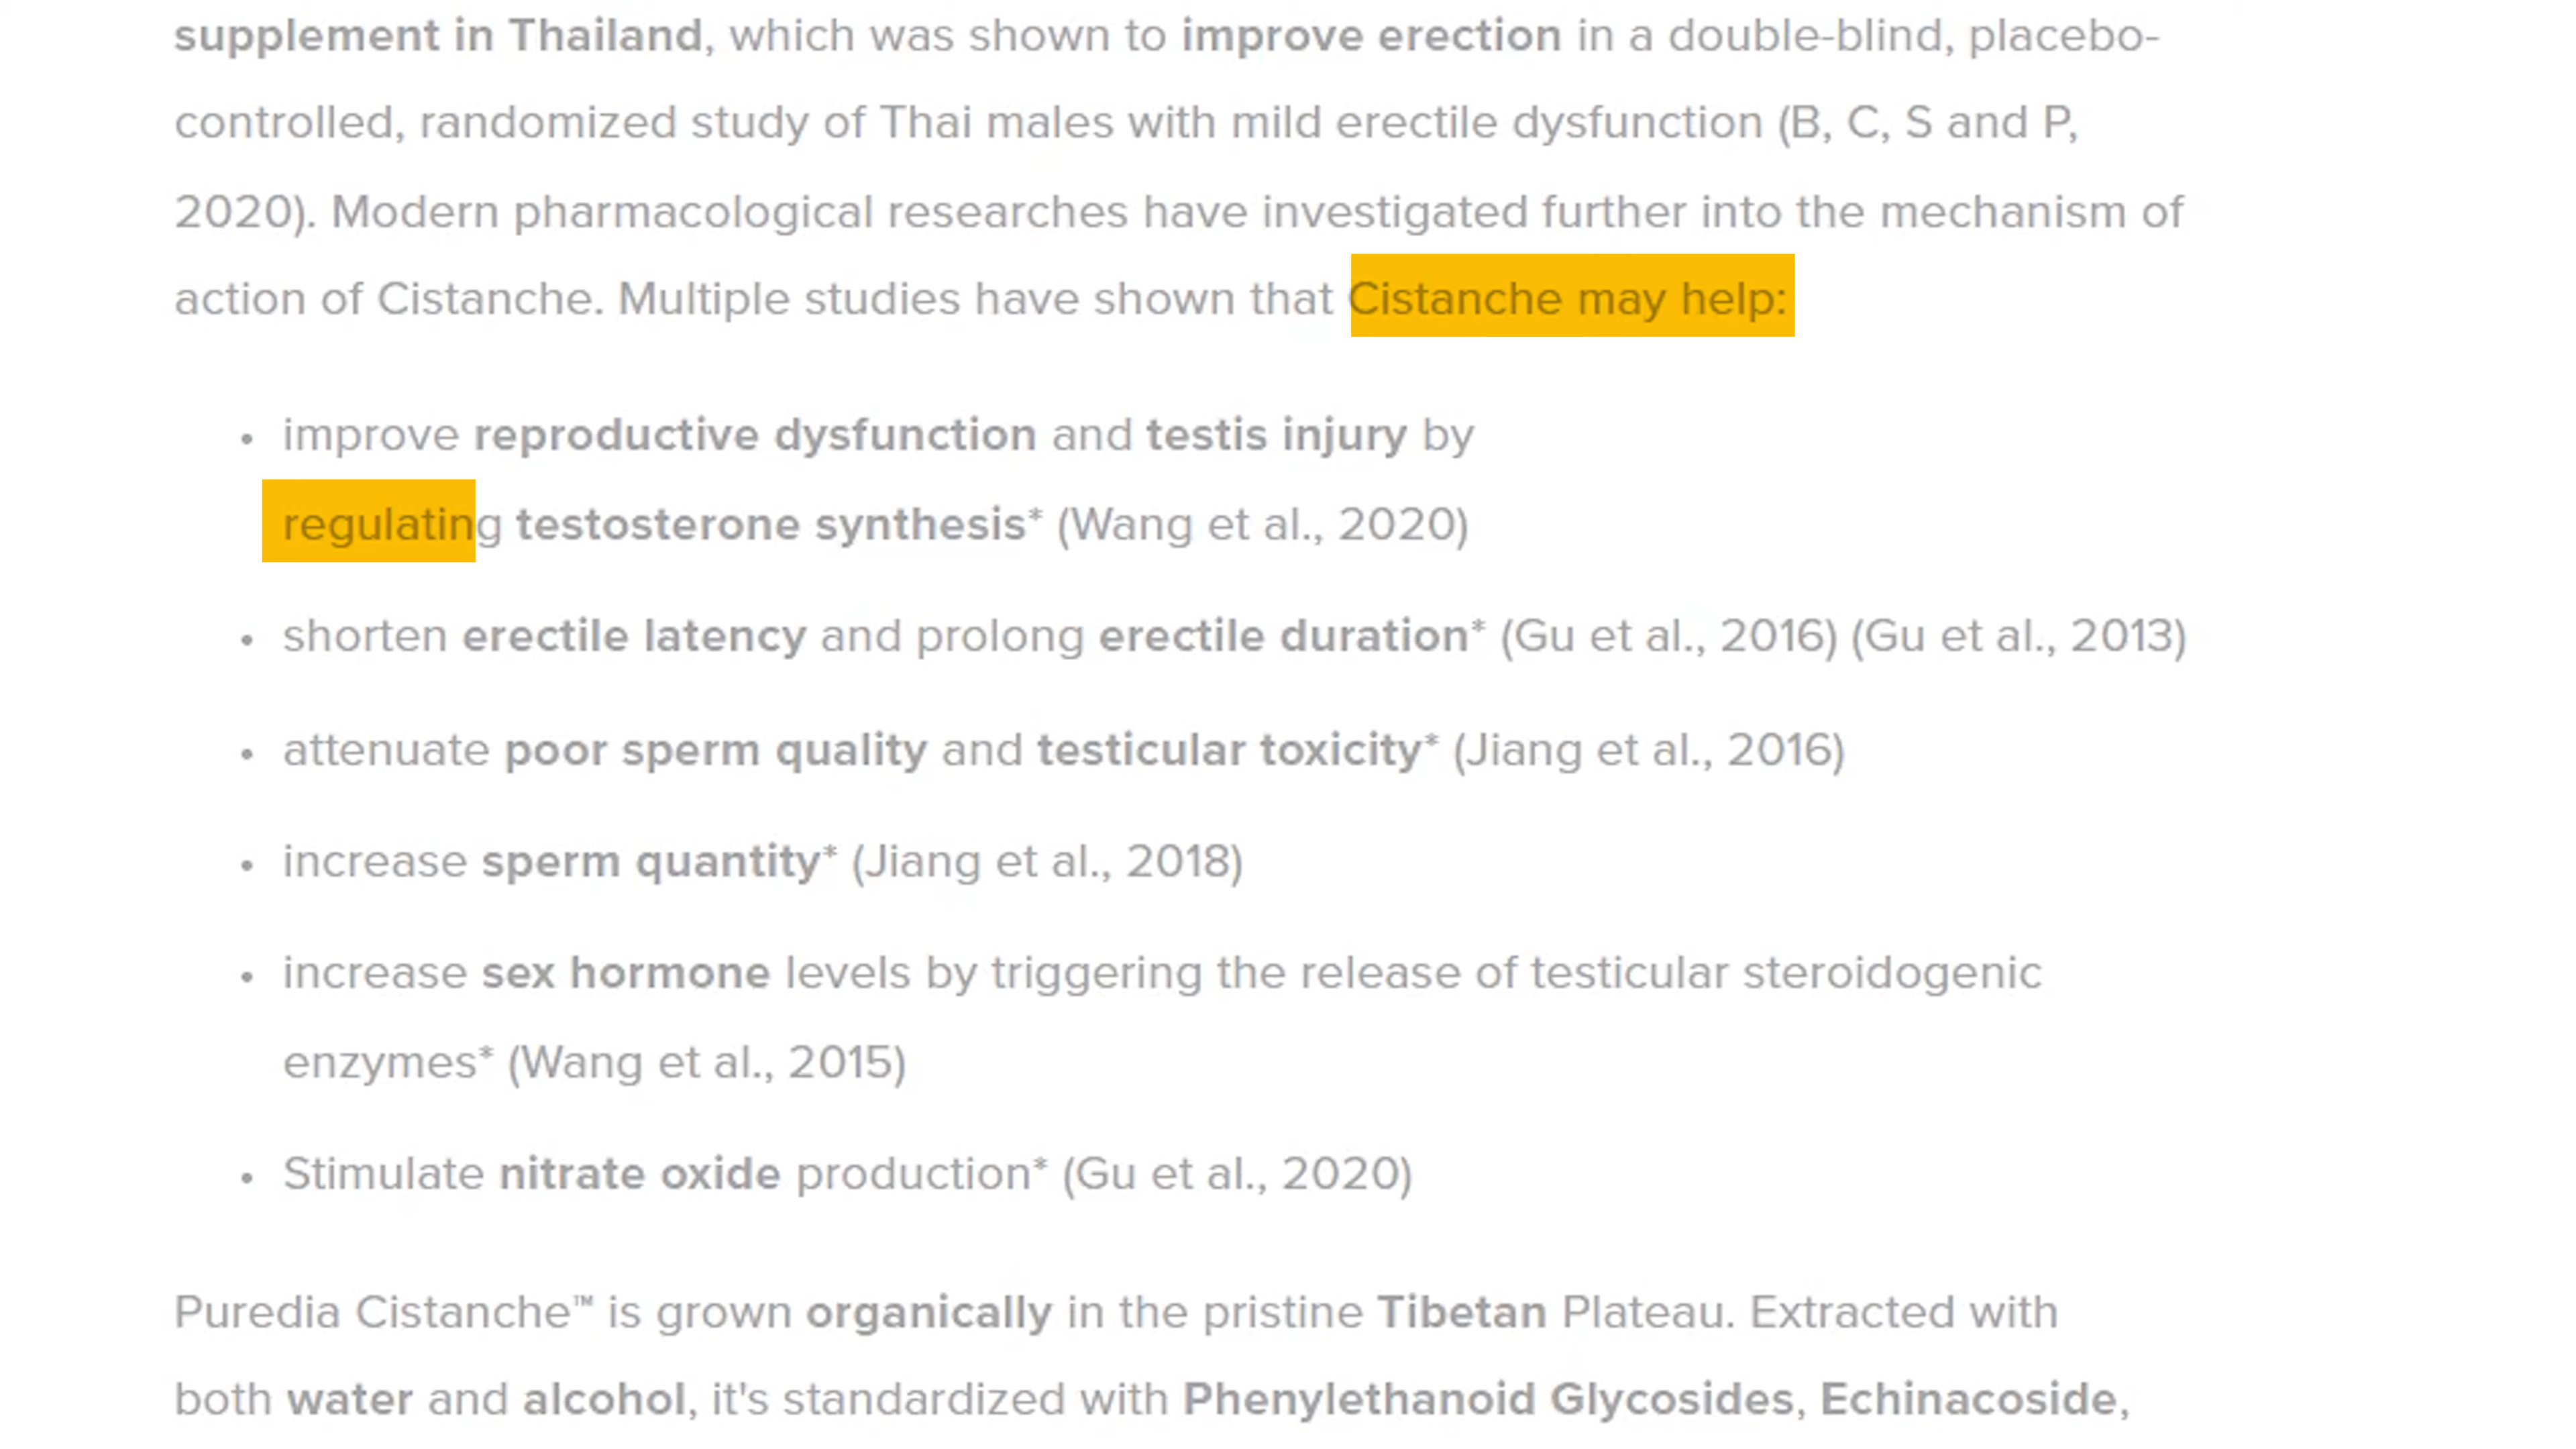 supplement in Thailand, which was shown to improve erection in a double-blind, placebo-
controlled, randomized study of Thai males with mild erectile dysfunction (B, C, S and P,
2020). Modern pharmacological researches have investigated further into the mechanism of
action of Cistanche. Multiple studies have shown that Cistanche may help:
• improve reproductive dysfunction and testis injury by
regulating testosterone synthesis* (Wang et al., 2020)
• shorten erectile latency and prolong erectile duration* (Gu et al., 2016) (Gu et al., 2013)
• attenuate poor sperm quality and testicular toxicity* (Jiang et al., 2016)
• increase sperm quantity* (Jiang et al., 2018)
• increase sex hormone levels by triggering the release of testicular steroidogenic
enzymes* (Wang et al., 2015)
• Stimulate nitrate oxide production* (Gu et al., 2020)
Puredia Cistanche™ is grown organically in the pristine Tibetan Plateau. Extracted with
both water and alcohol, it's standardized with Phenylethanoid Glycosides, Echinacoside,